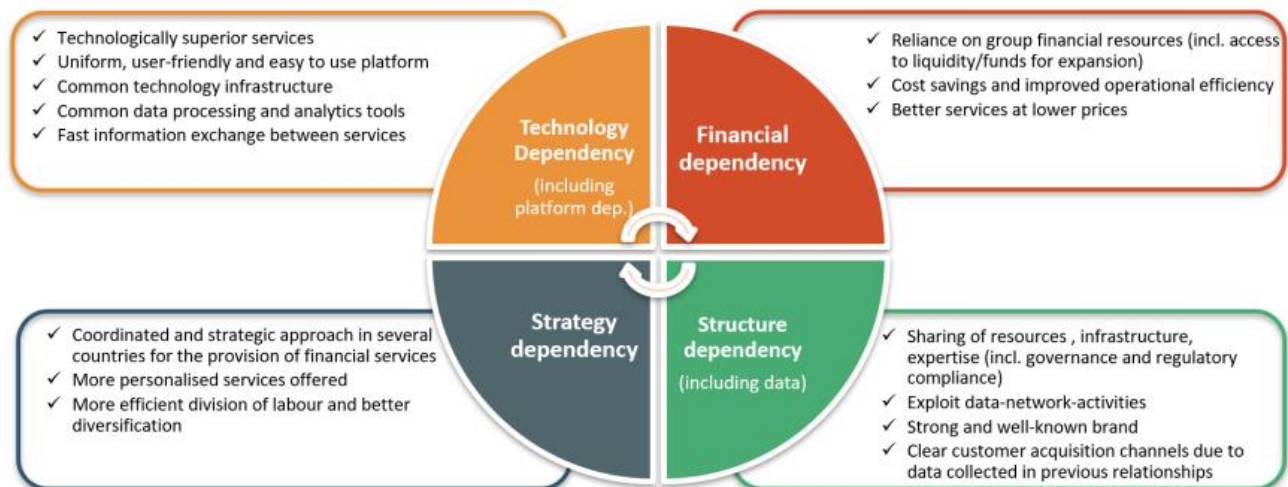 ✓ Technologically superior services
✓ Uniform, user-friendly and easy to use platform
✓ Common technology infrastructure
✓ Common data processing and analytics tools
✓ Fast information exchange between services
Technology
Dependency
(including
platform dep.)
Financial
dependency
✓ Reliance on group financial resources (incl. access
to liquidity/funds for expansion)
✓ Cost savings and improved operational efficiency
✓ Better services at lower prices
✓ Coordinated and strategic approach in several
countries for the provision of financial services
✓ More personalised services offered
✓ More efficient division of labour and better
diversification
Strategy
dependency
Structure
dependency
(including data)
✓ Sharing of resources , infrastructure,
expertise (incl. governance and regulatory
compliance)
✓ Exploit data-network-activities
✓ Strong and well-known brand
✓ Clear customer acquisition channels due to
data collected in previous relationships